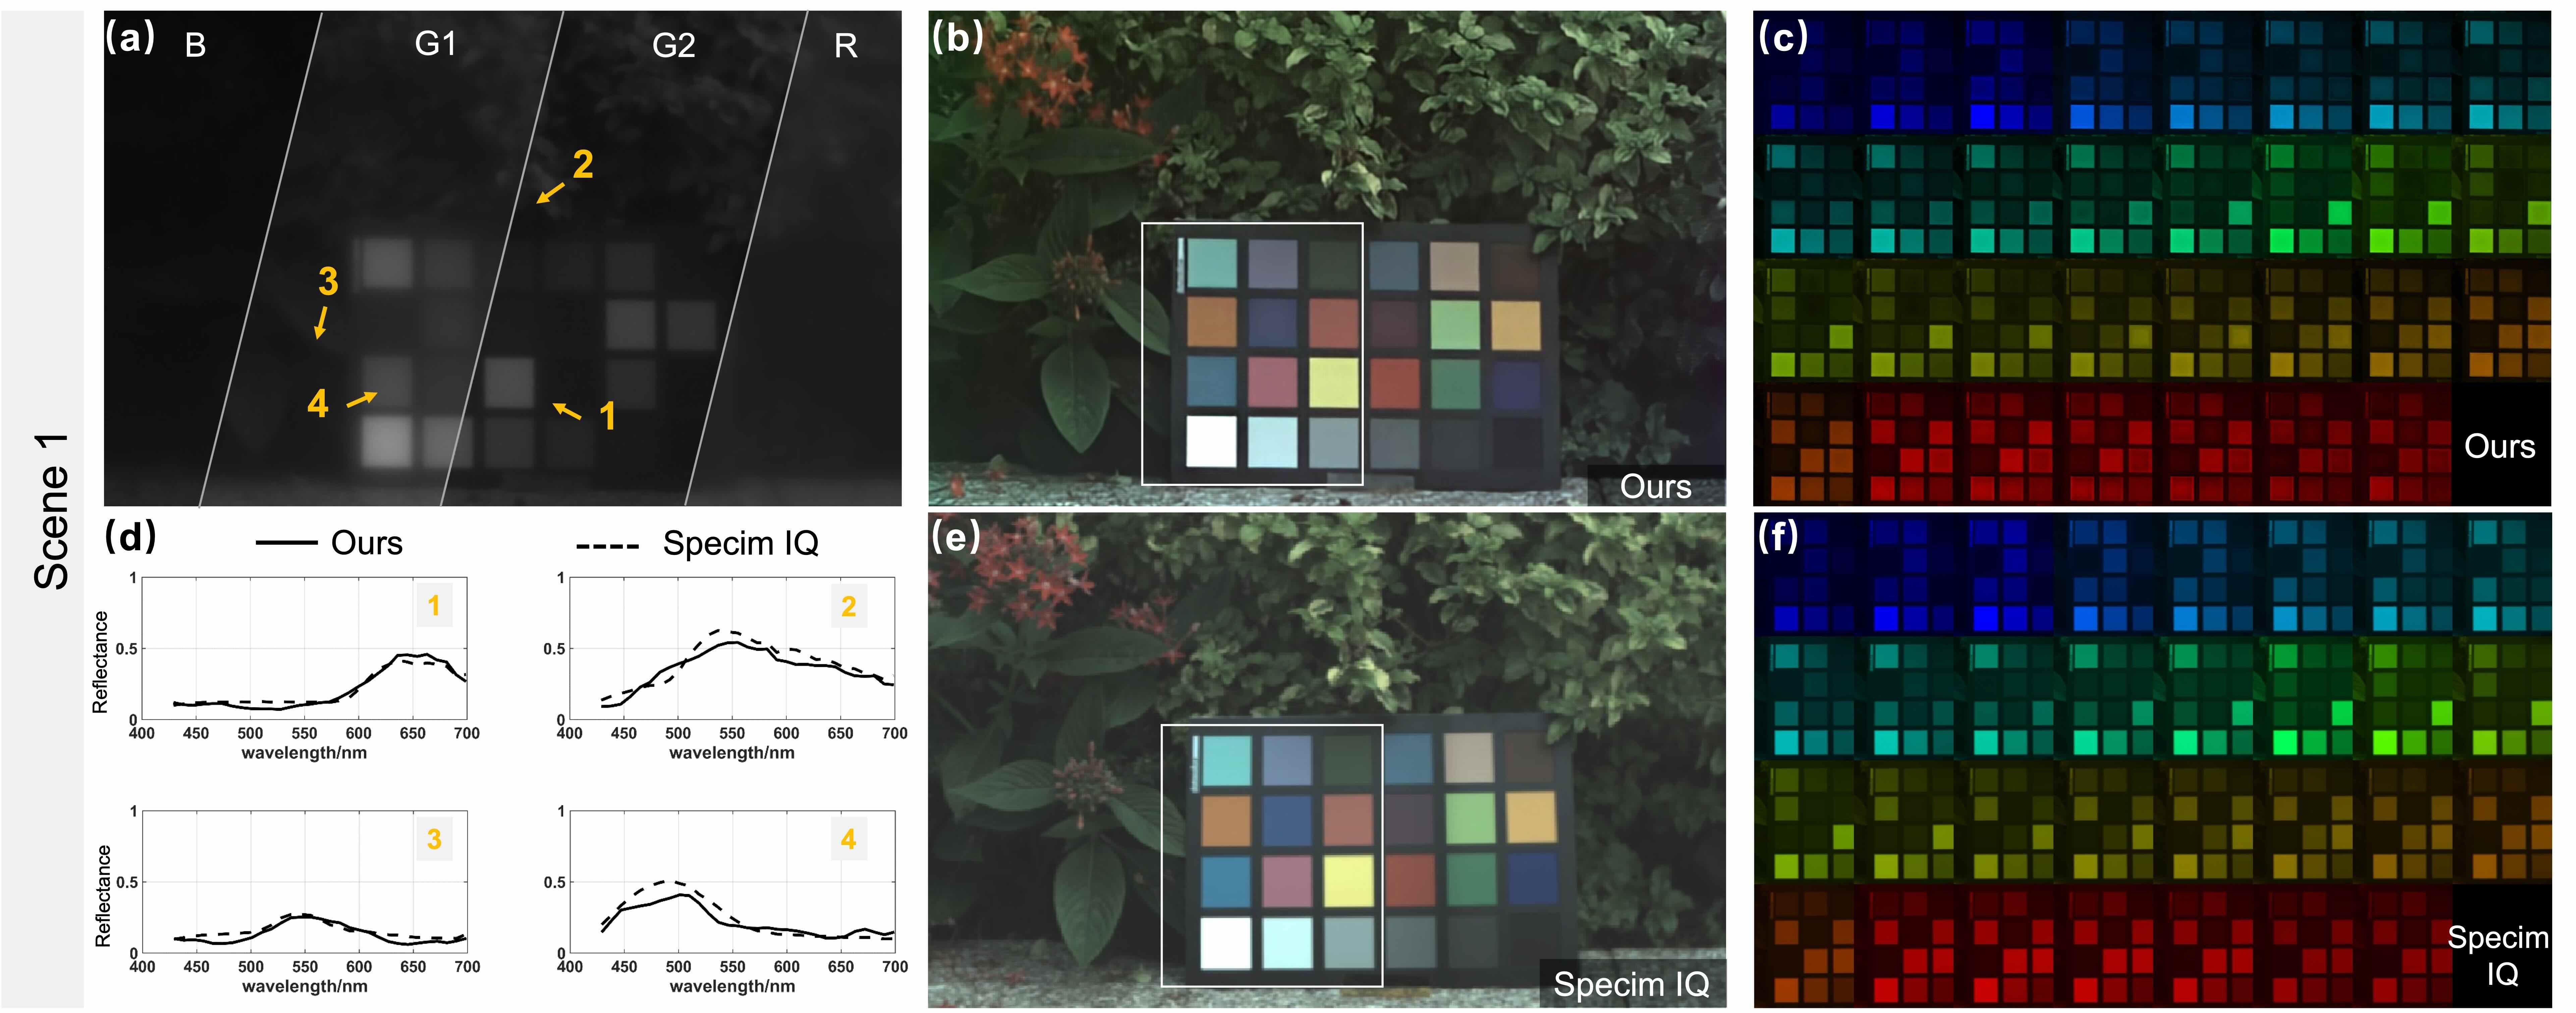 Scene 1
(a)
B
G1
G2
R
2
3
4
1
(b)
Ours
(c)
Ours
(d)
Ours
Specim IQ
1
Reflectance
1
0.5
0
400 450 500 550 600 650 700
wavelength/nm
2
1
0.5
0
400 450 500 550 600 650 700
wavelength/nm
3
Reflectance
1
0.5
0
400 450 500 550 600 650 700
wavelength/nm
4
1
0.5
0
400 450 500 550 600 650 700
wavelength/nm
(e)
Specim IQ
(f)
Specim
IQ